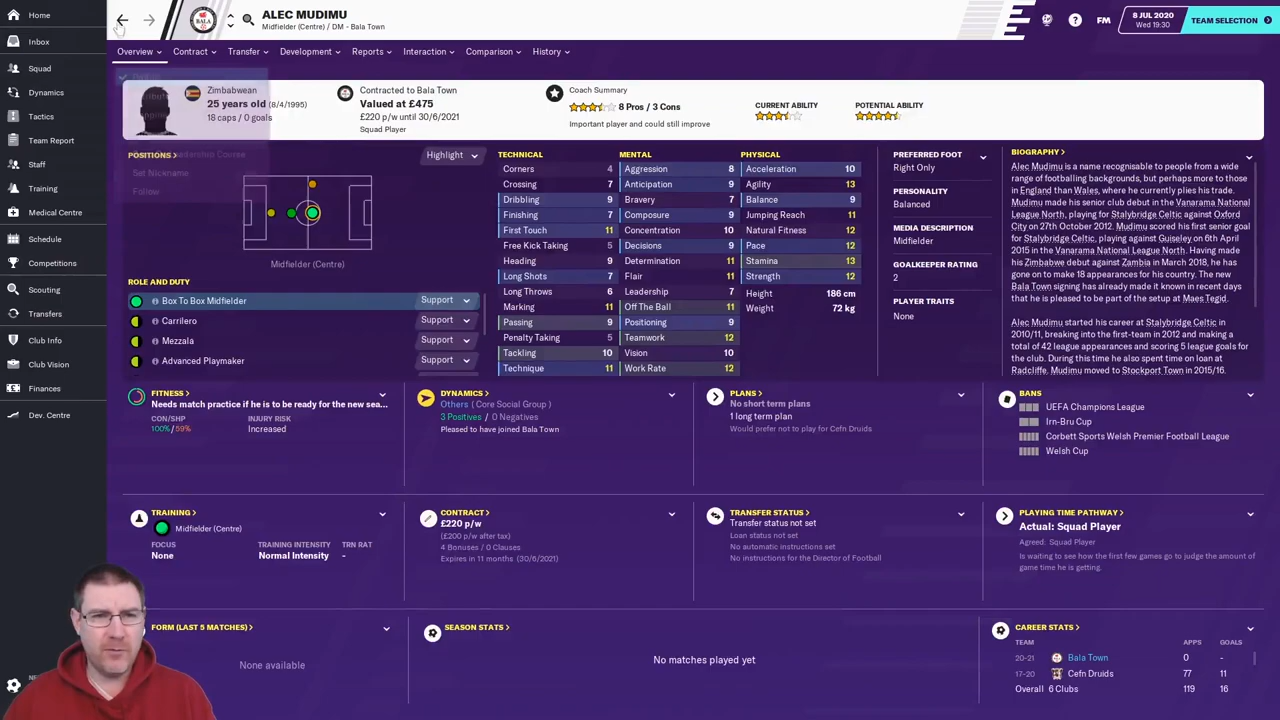 Home
Inbox
Squad
Dynamics
Tactics
Team Report
Staff
Training
Medical Centre
Schedule
Competitions
Scouting
Transfers
Club Info
Club Vision
Finances
Dev. Centre
ALEC MUDIMU
Midfielder (Centre) / DM - Bala Town
FM
8 JUL 2020
Wed 19:30
TEAM SELECTION
Overview
Contract
Transfer
Development
Reports
Interaction
Comparison
History
BALA
Zimbabwean
25 years old (8/4/1995)
18 caps / 0 goals
Contracted to Bala Town
Valued at £475
£220 p/w until 30/6/2021
Squad Player
Coach Summary
8 Pros / 3 Cons
Important player and could still improve
CURRENT ABILITY
POTENTIAL ABILITY
POSITIONS >
Set Nickname
Follow
Highlight
Midfielder (Centre)
ROLE AND DUTY
Box To Box Midfielder Support
Carrilero Support
Mezzala Support
Advanced Playmaker Support
TECHNICAL
Corners 4
Crossing 7
Dribbling 9
Finishing 7
First Touch 11
Free Kick Taking 5
Heading 9
Long Shots 7
Long Throws 6
Marking 11
Passing 9
Penalty Taking 5
Tackling 10
Technique 11
MENTAL
Aggression 8
Anticipation 9
Bravery 7
Composure 9
Concentration 10
Decisions 9
Determination 11
Flair 11
Leadership 7
Off The Ball 11
Positioning 9
Teamwork 12
Vision 10
Work Rate 12
PHYSICAL
Acceleration 10
Agility 13
Balance 9
Jumping Reach 11
Natural Fitness 12
Pace 12
Stamina 13
Strength 12
Height 186 cm
Weight 72 kg
PREFERRED FOOT
Right Only
PERSONALITY
Balanced
MEDIA DESCRIPTION
Midfielder
GOALKEEPER RATING
2
PLAYER TRAITS
None
BIOGRAPHY >
Alec Mudimu is a name recognisable to people from a wide
range of footballing backgrounds, but perhaps more to those
in England than Wales, where he currently plies his trade.
Mudimu made his senior club debut in the Vanarama National
League North, playing for Stalybridge Celtic against Oxford
City on 27th October 2012. Mudimu scored his first senior goal
for Stalybridge Celtic, playing against Guiseley on 6th April
2015 in the Vanarama National League North. Having made
his Zimbabwe debut against Zambia in March 2018, he has
gone on to make 18 appearances for his country. The new
Bala Town signing has already made it known in recent days
that he is pleased to be part of the setup at Maes Tegid.
Alec Mudimu started his career at Stalybridge Celtic in
2010/11, breaking into the first-team in 2012 and making a
total of 42 league appearances and scoring 5 league goals for
the club. During this time he also spent time on loan at
Radcliffe. Mudimu moved to Stockport Town in 2015/16.
FITNESS >
Needs match practice if he is to be ready for the new sea...
CON/SHP
100%/59%
INJURY RISK
Increased
DYNAMICS >
Others ( Core Social Group )
3 Positives / 0 Negatives
Pleased to have joined Bala Town
PLANS >
No short term plans
1 long term plan
Would prefer not to play for Cefn Druids
BANS
UEFA Champions League
Irn-Bru Cup
Corbett Sports Welsh Premier Football League
Welsh Cup
TRAINING >
Midfielder (Centre)
FOCUS
None
TRAINING INTENSITY
Normal Intensity
TRN RAT
-
CONTRACT >
£220 p/w
(£200 p/w after tax)
4 Bonuses / 0 Clauses
Expires in 11 months (30/6/2021)
TRANSFER STATUS >
Transfer status not set
Loan status not set
No automatic instructions set
No instructions for the Director of Football
PLAYING TIME PATHWAY >
Actual: Squad Player
Agreed: Squad Player
Is waiting to see how the first few games go to judge the amount of
game time he is getting.
FORM (LAST 5 MATCHES) >
None available
SEASON STATS >
No matches played yet
CAREER STATS >
TEAM APPS GOALS
20-21 Bala Town 0 -
17-20 Cefn Druids 77 11
Overall 6 Clubs 119 16